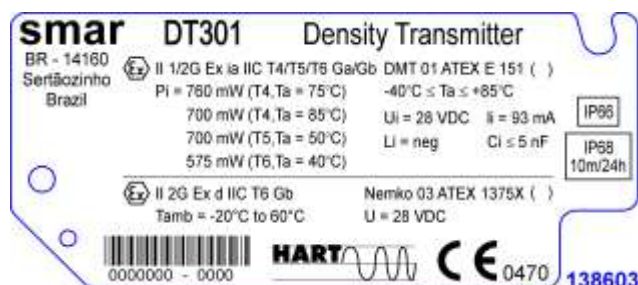 smar DT301 Density Transmitter
BR - 14160
Sertãozinho
Brazil
Ex II 1/2G Ex ia IIC T4/T5/T6 Ga/Gb DMT 01 ATEX E 151 ( )
Pi = 760 mW (T4,Ta = 75°C) -40°C ≤ Ta ≤ +85°C
700 mW (T4,Ta = 85°C) Ui = 28 VDC Ii = 93 mA
700 mW (T5,Ta = 50°C) Li = neg Ci ≤ 5 nF
575 mW (T6,Ta = 40°C)
IP66
IP68
10m/24h
Ex II 2G Ex d IIC T6 Gb Nemko 03 ATEX 1375X ( )
Tamb = -20°C to 60°C U = 28 VDC
0000000 - 0000
HART
CE 0470
138603